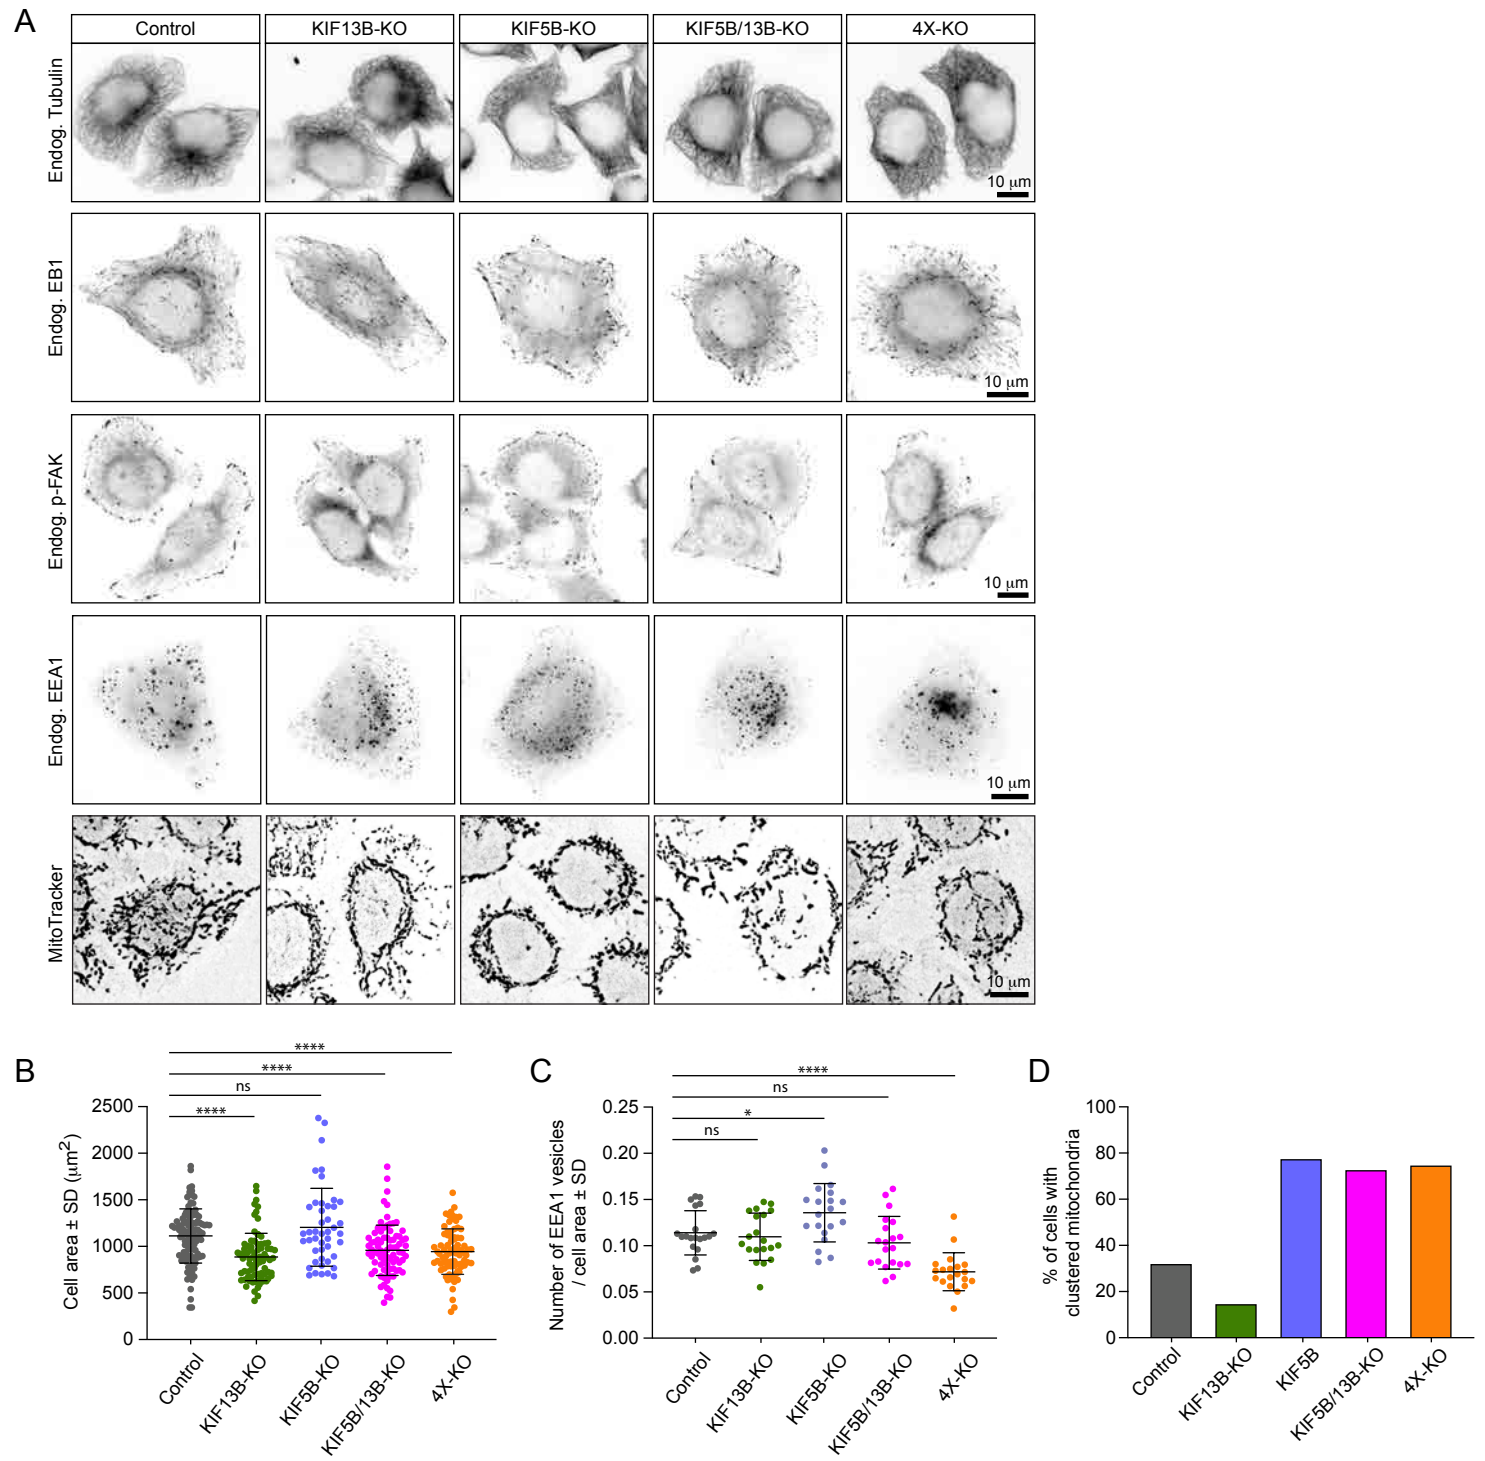 A
Control
KIF13B-KO
KIF5B-KO
KIF5B/13B-KO
4X-KO
Endog. Tubulin
10 μm
Endog. EB1
10 μm
Endog. p-FAK
10 μm
Endog. EEA1
10 μm
MitoTracker
10 μm
B
****
****
ns
****
Cell area ± SD (μm²)
2500
2000
1500
1000
500
0
Control
KIF13B-KO
KIF5B-KO
KIF5B/13B-KO
4X-KO
C
****
ns
*
ns
Number of EEA1 vesicles
/ cell area ± SD
0.25
0.20
0.15
0.10
0.05
0.00
Control
KIF13B-KO
KIF5B-KO
KIF5B/13B-KO
4X-KO
D
% of cells with
clustered mitochondria
100
80
60
40
20
0
Control
KIF13B-KO
KIF5B
KIF5B/13B-KO
4X-KO